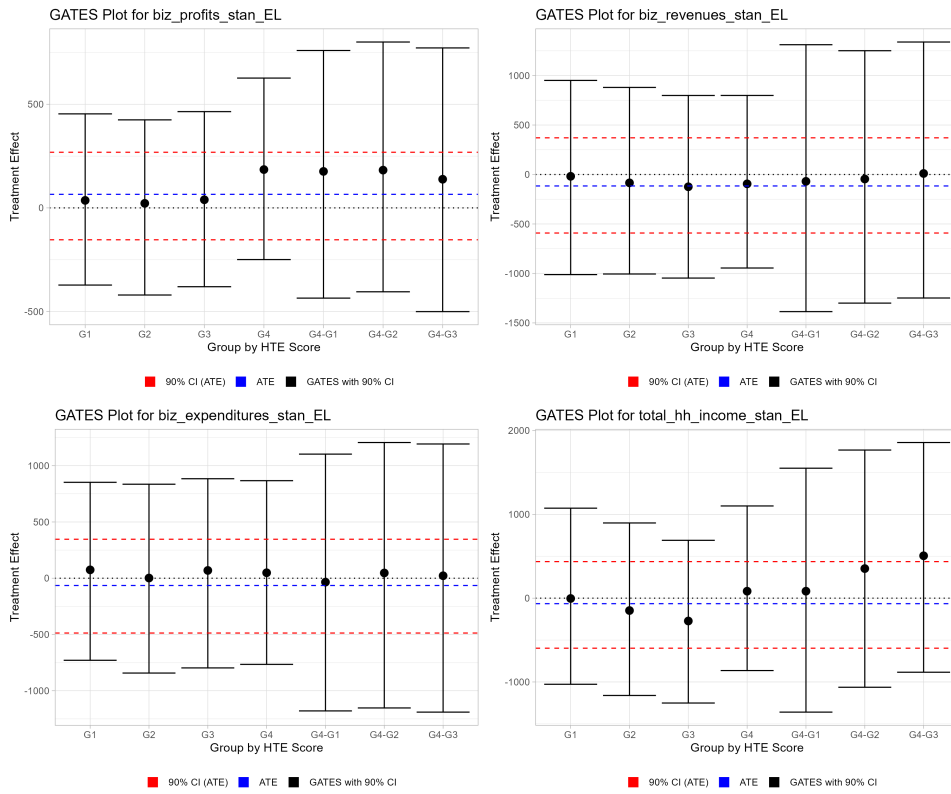 GATES Plot for biz_profits_stan_EL
Treatment Effect
500
0
-500
G1 G2 G3 G4 G4-G1 G4-G2 G4-G3
Group by HTE Score
90% CI (ATE) ATE GATES with 90% CI
GATES Plot for biz_revenues_stan_EL
Treatment Effect
1000
500
0
-500
-1000
-1500
G1 G2 G3 G4 G4-G1 G4-G2 G4-G3
Group by HTE Score
90% CI (ATE) ATE GATES with 90% CI
GATES Plot for biz_expenditures_stan_EL
Treatment Effect
1000
500
0
-500
-1000
G1 G2 G3 G4 G4-G1 G4-G2 G4-G3
Group by HTE Score
90% CI (ATE) ATE GATES with 90% CI
GATES Plot for total_hh_income_stan_EL
Treatment Effect
2000
1000
0
-1000
G1 G2 G3 G4 G4-G1 G4-G2 G4-G3
Group by HTE Score
90% CI (ATE) ATE GATES with 90% CI